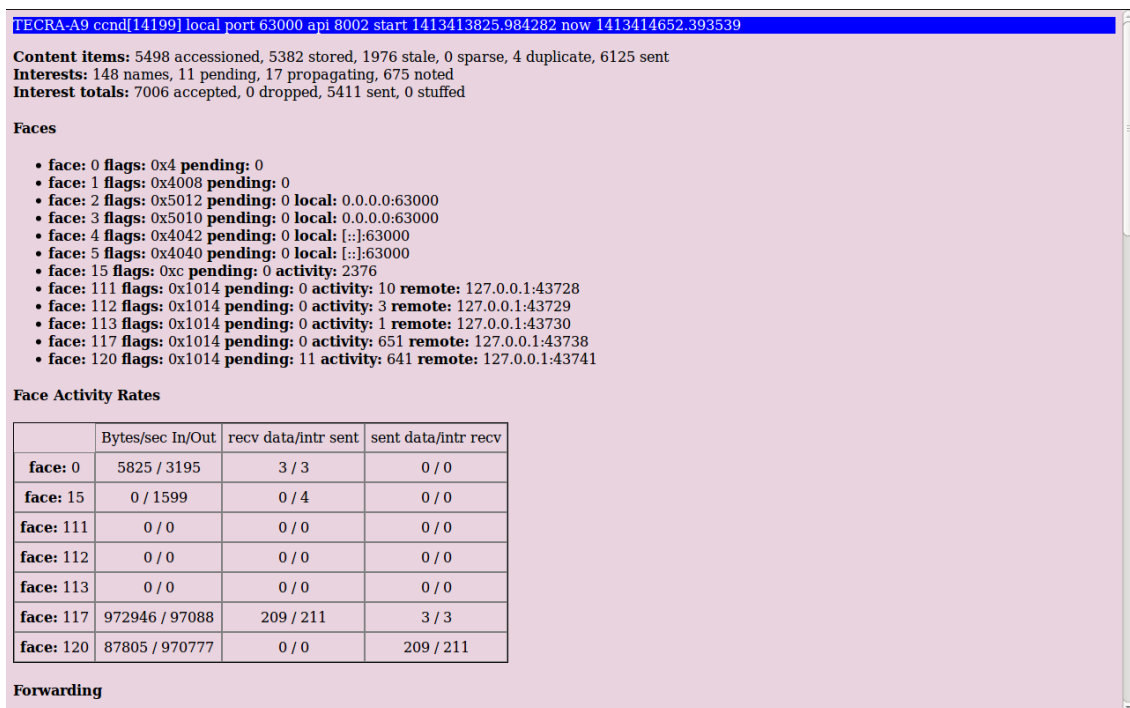 TECRA-A9 ccnd[14199] local port 63000 api 8002 start 1413413825.984282 now 1413414652.393539
Content items: 5498 accessioned, 5382 stored, 1976 stale, 0 sparse, 4 duplicate, 6125 sent
Interests: 148 names, 11 pending, 17 propagating, 675 noted
Interest totals: 7006 accepted, 0 dropped, 5411 sent, 0 stuffed
Faces
• face: 0 flags: 0x4 pending: 0
• face: 1 flags: 0x4008 pending: 0
• face: 2 flags: 0x5012 pending: 0 local: 0.0.0.0:63000
• face: 3 flags: 0x5010 pending: 0 local: 0.0.0.0:63000
• face: 4 flags: 0x4042 pending: 0 local: [::]:63000
• face: 5 flags: 0x4040 pending: 0 local: [::]:63000
• face: 15 flags: 0xc pending: 0 activity: 2376
• face: 111 flags: 0x1014 pending: 0 activity: 10 remote: 127.0.0.1:43728
• face: 112 flags: 0x1014 pending: 0 activity: 3 remote: 127.0.0.1:43729
• face: 113 flags: 0x1014 pending: 0 activity: 1 remote: 127.0.0.1:43730
• face: 117 flags: 0x1014 pending: 0 activity: 651 remote: 127.0.0.1:43738
• face: 120 flags: 0x1014 pending: 11 activity: 641 remote: 127.0.0.1:43741
Face Activity Rates
Bytes/sec In/Out recv data/intr sent sent data/intr recv
face: 0 5825 / 3195 3 / 3 0 / 0
face: 15 0 / 1599 0 / 4 0 / 0
face: 111 0 / 0 0 / 0 0 / 0
face: 112 0 / 0 0 / 0 0 / 0
face: 113 0 / 0 0 / 0 0 / 0
face: 117 972946 / 97088 209 / 211 3 / 3
face: 120 87805 / 970777 0 / 0 209 / 211
Forwarding